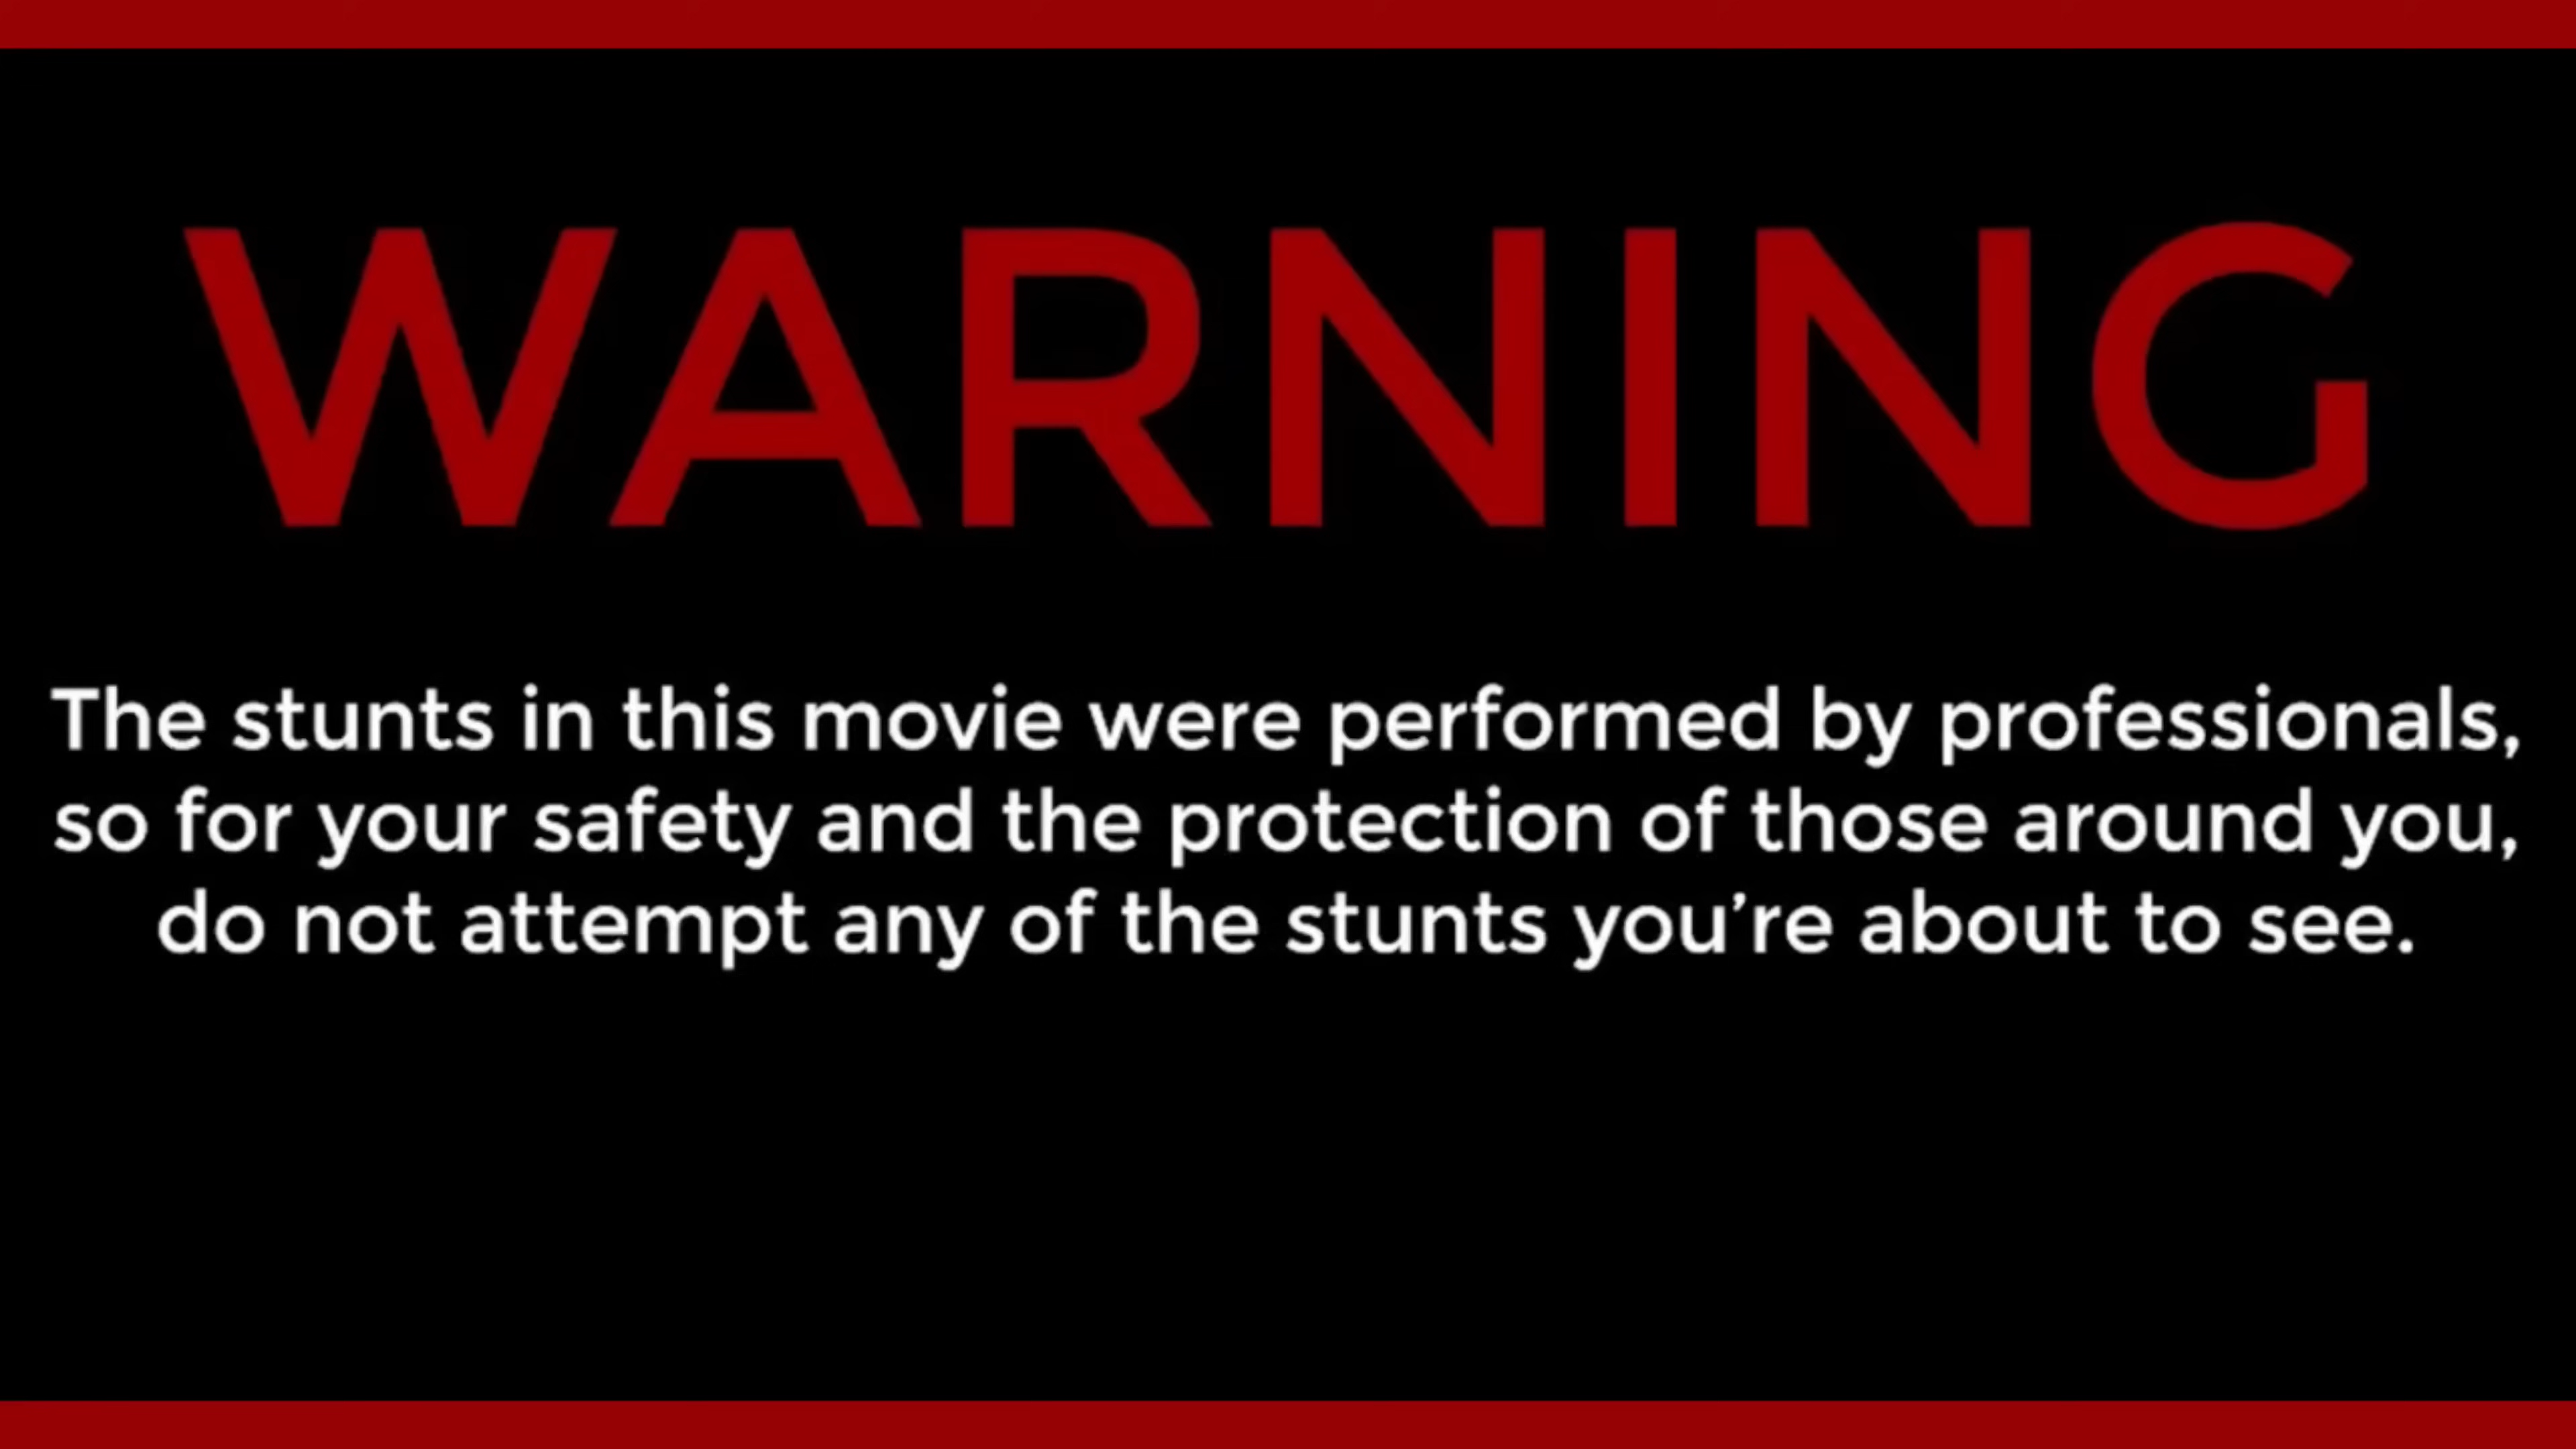 WARNING
The stunts in this movie were performed by professionals,
so for your safety and the protection of those around you,
do not attempt any of the stunts you’re about to see.